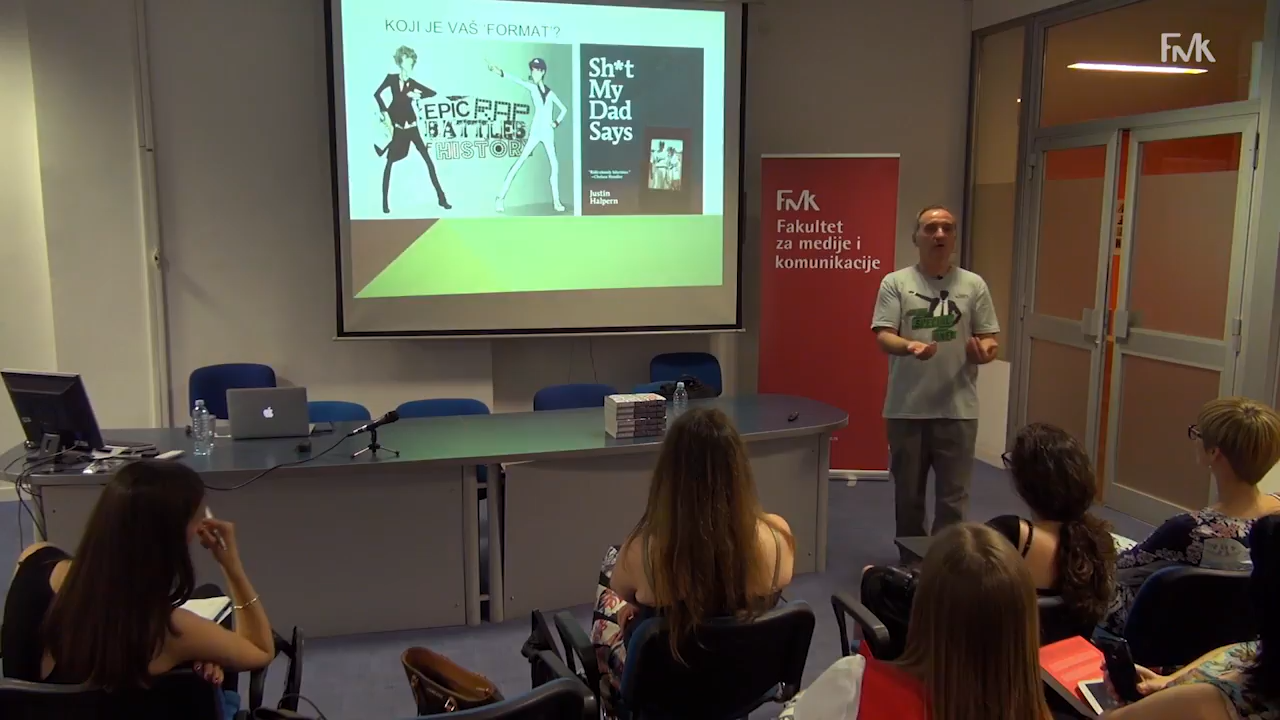 KOJI JE VAŠ 'FORMAT'?
EPIC RAP
BATTLES
OF HISTORY
Sh*t
My
Dad
Says
Justin
Halpern
FMK
FMK
Fakultet
za medije i
komunikacije